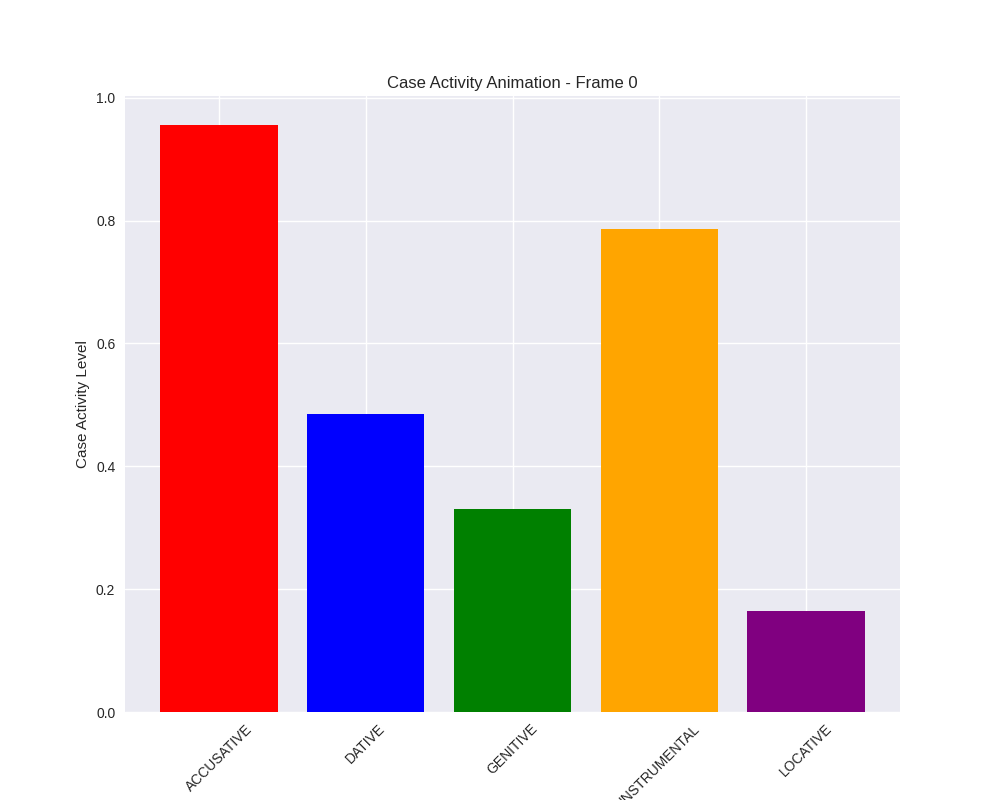 Case Activity Animation - Frame 0
Case Activity Level
1.0
0.8
0.6
0.4
0.2
0.0
ACCUSATIVE
DATIVE
GENITIVE
INSTRUMENTAL
LOCATIVE